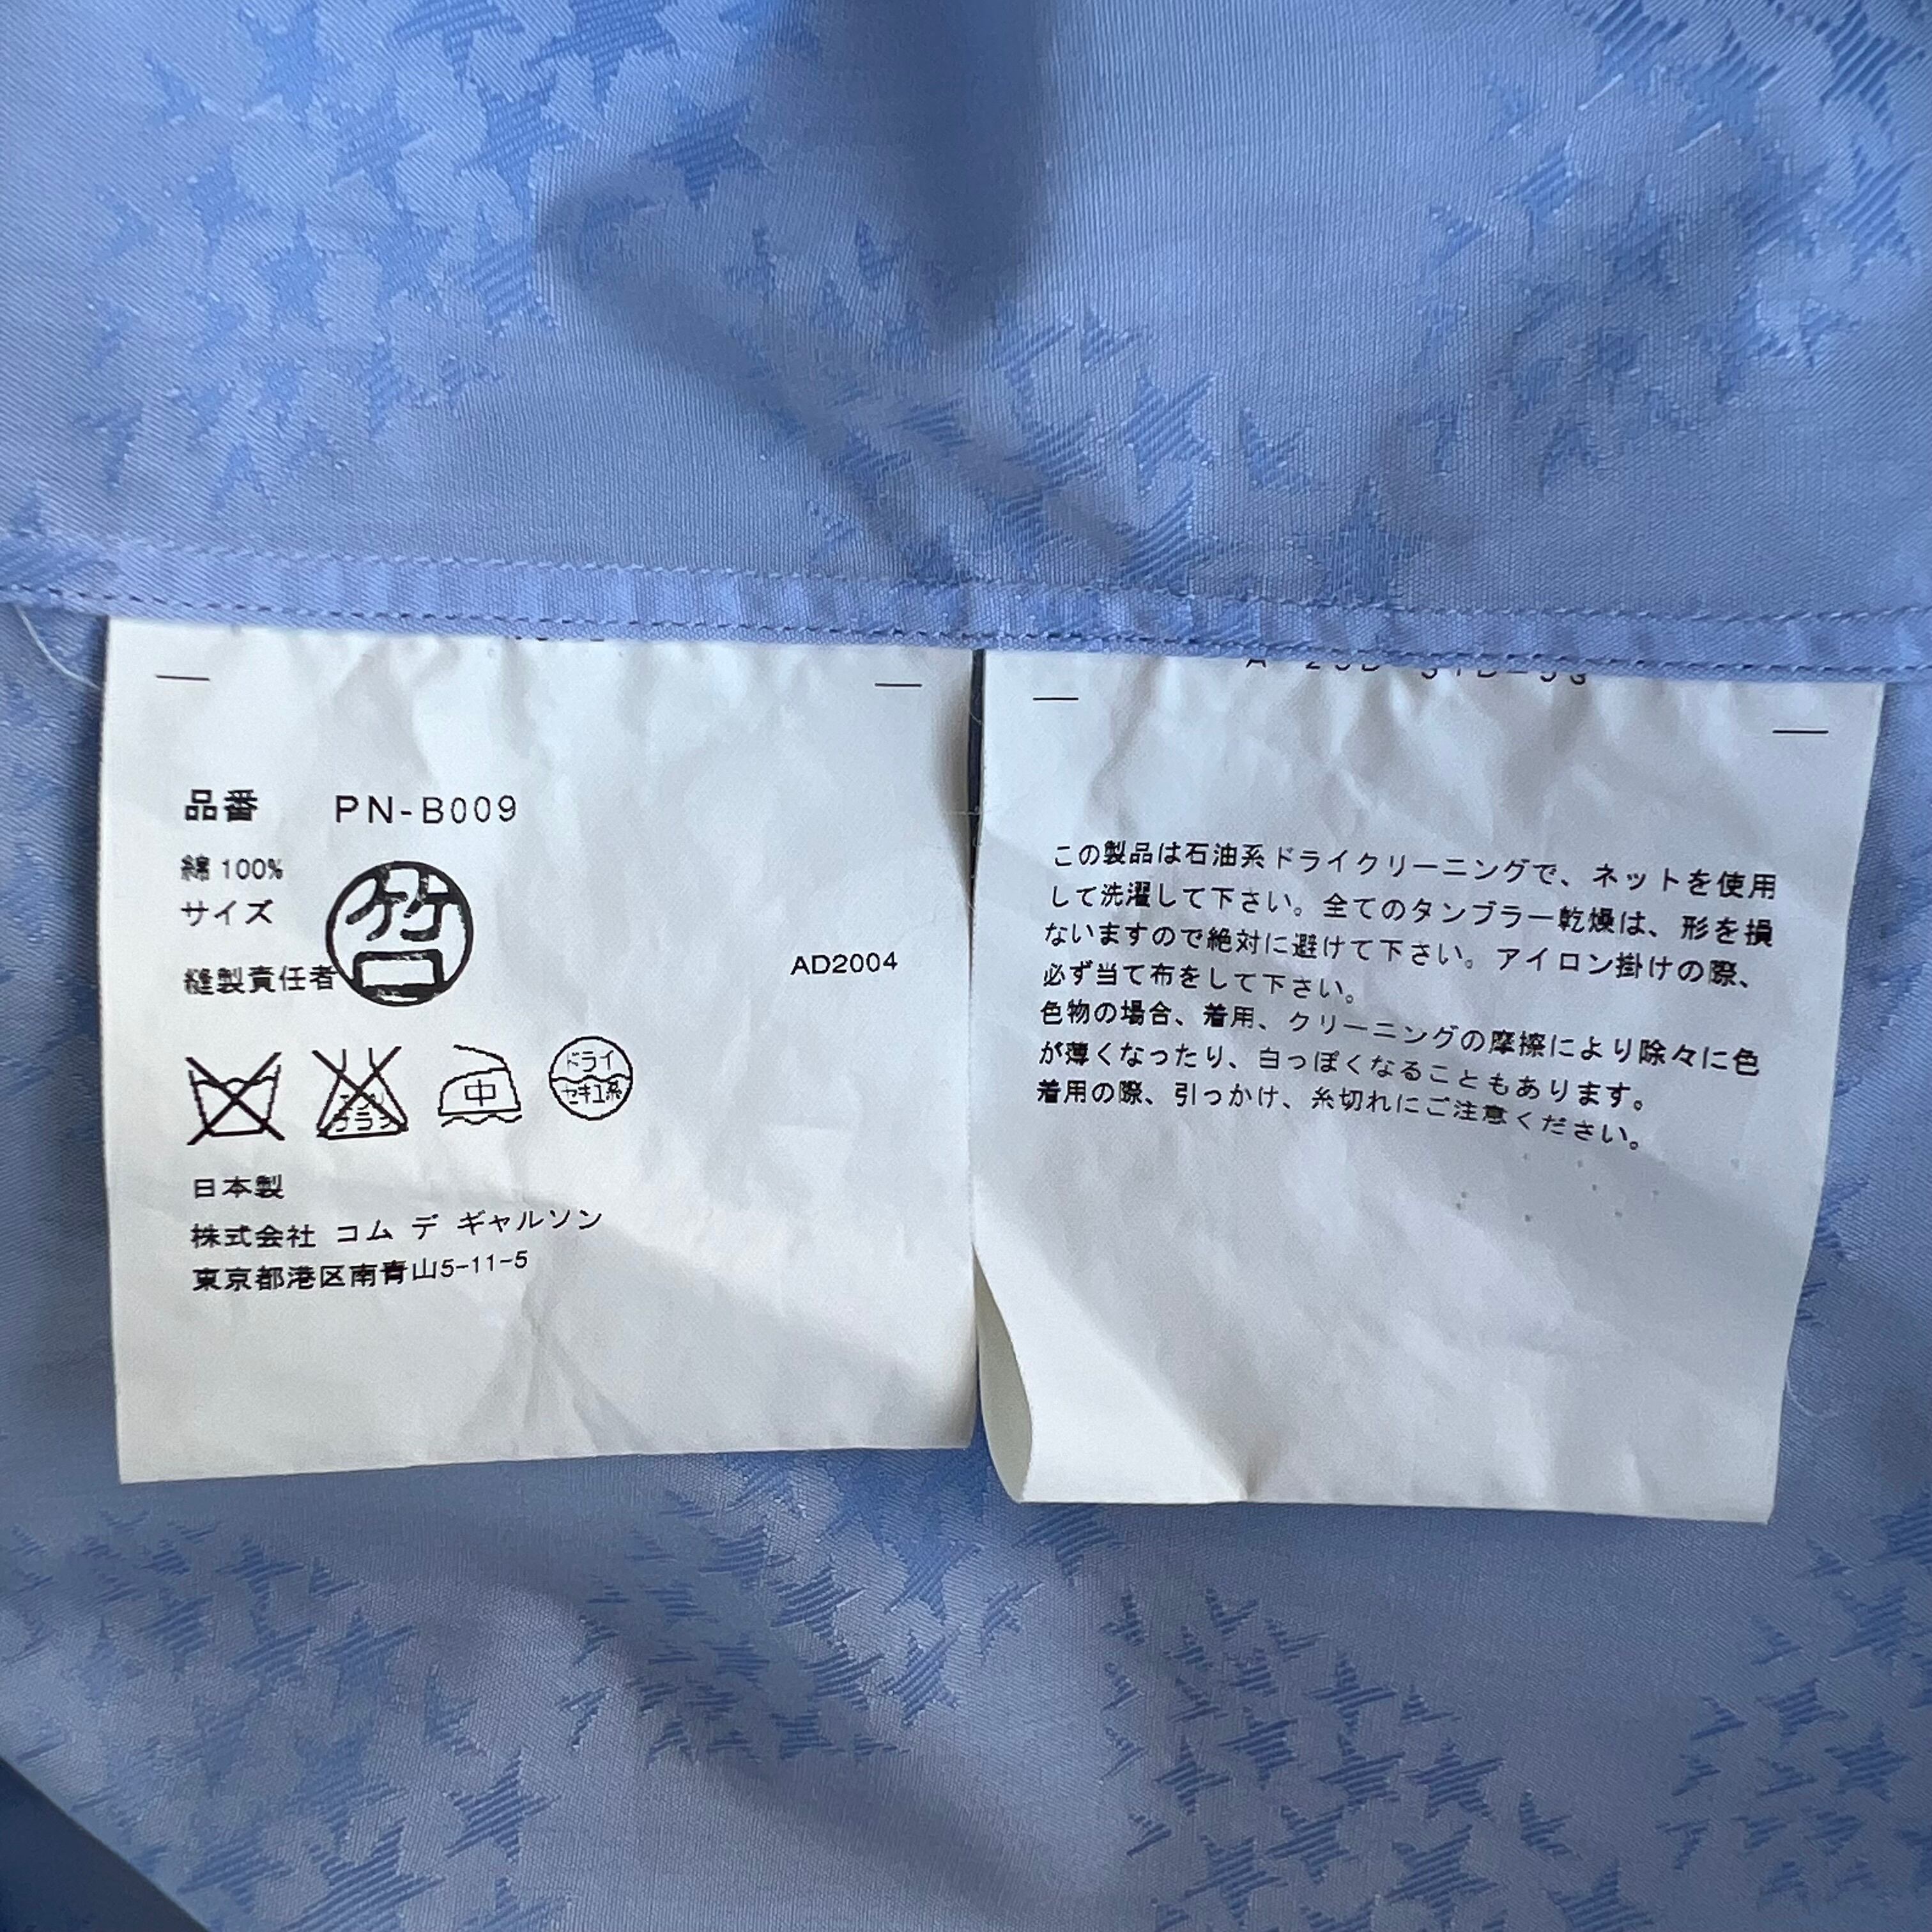 品番 PN-B009
綿 100%
サイズ
縫製責任者 竹口
AD2004
中
ドライ
セキユ系
日本製
株式会社 コム デ ギャルソン
東京都港区南青山5-11-5
この製品は石油系ドライクリーニングで、ネットを使用
して洗濯して下さい。全てのタンブラー乾燥は、形を損
ないますので絶対に避けて下さい。アイロン掛けの際、
必ず当て布をして下さい。
色物の場合、着用、クリーニングの摩擦により除々に色
が薄くなったり、白っぽくなることもあります。
着用の際、引っかけ、糸切れにご注意ください。